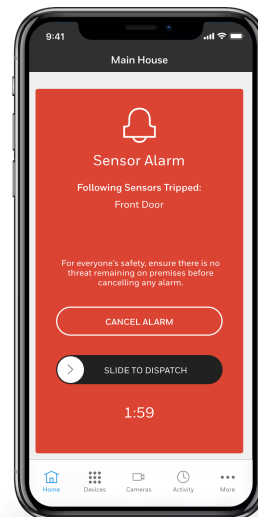 9:41
Main House
Sensor Alarm
Following Sensors Tripped:
Front Door
For everyone's safety, ensure there is no
threat remaining on premises before
cancelling any alarm.
CANCEL ALARM
SLIDE TO DISPATCH
1:59
Home Devices Cameras Activity More